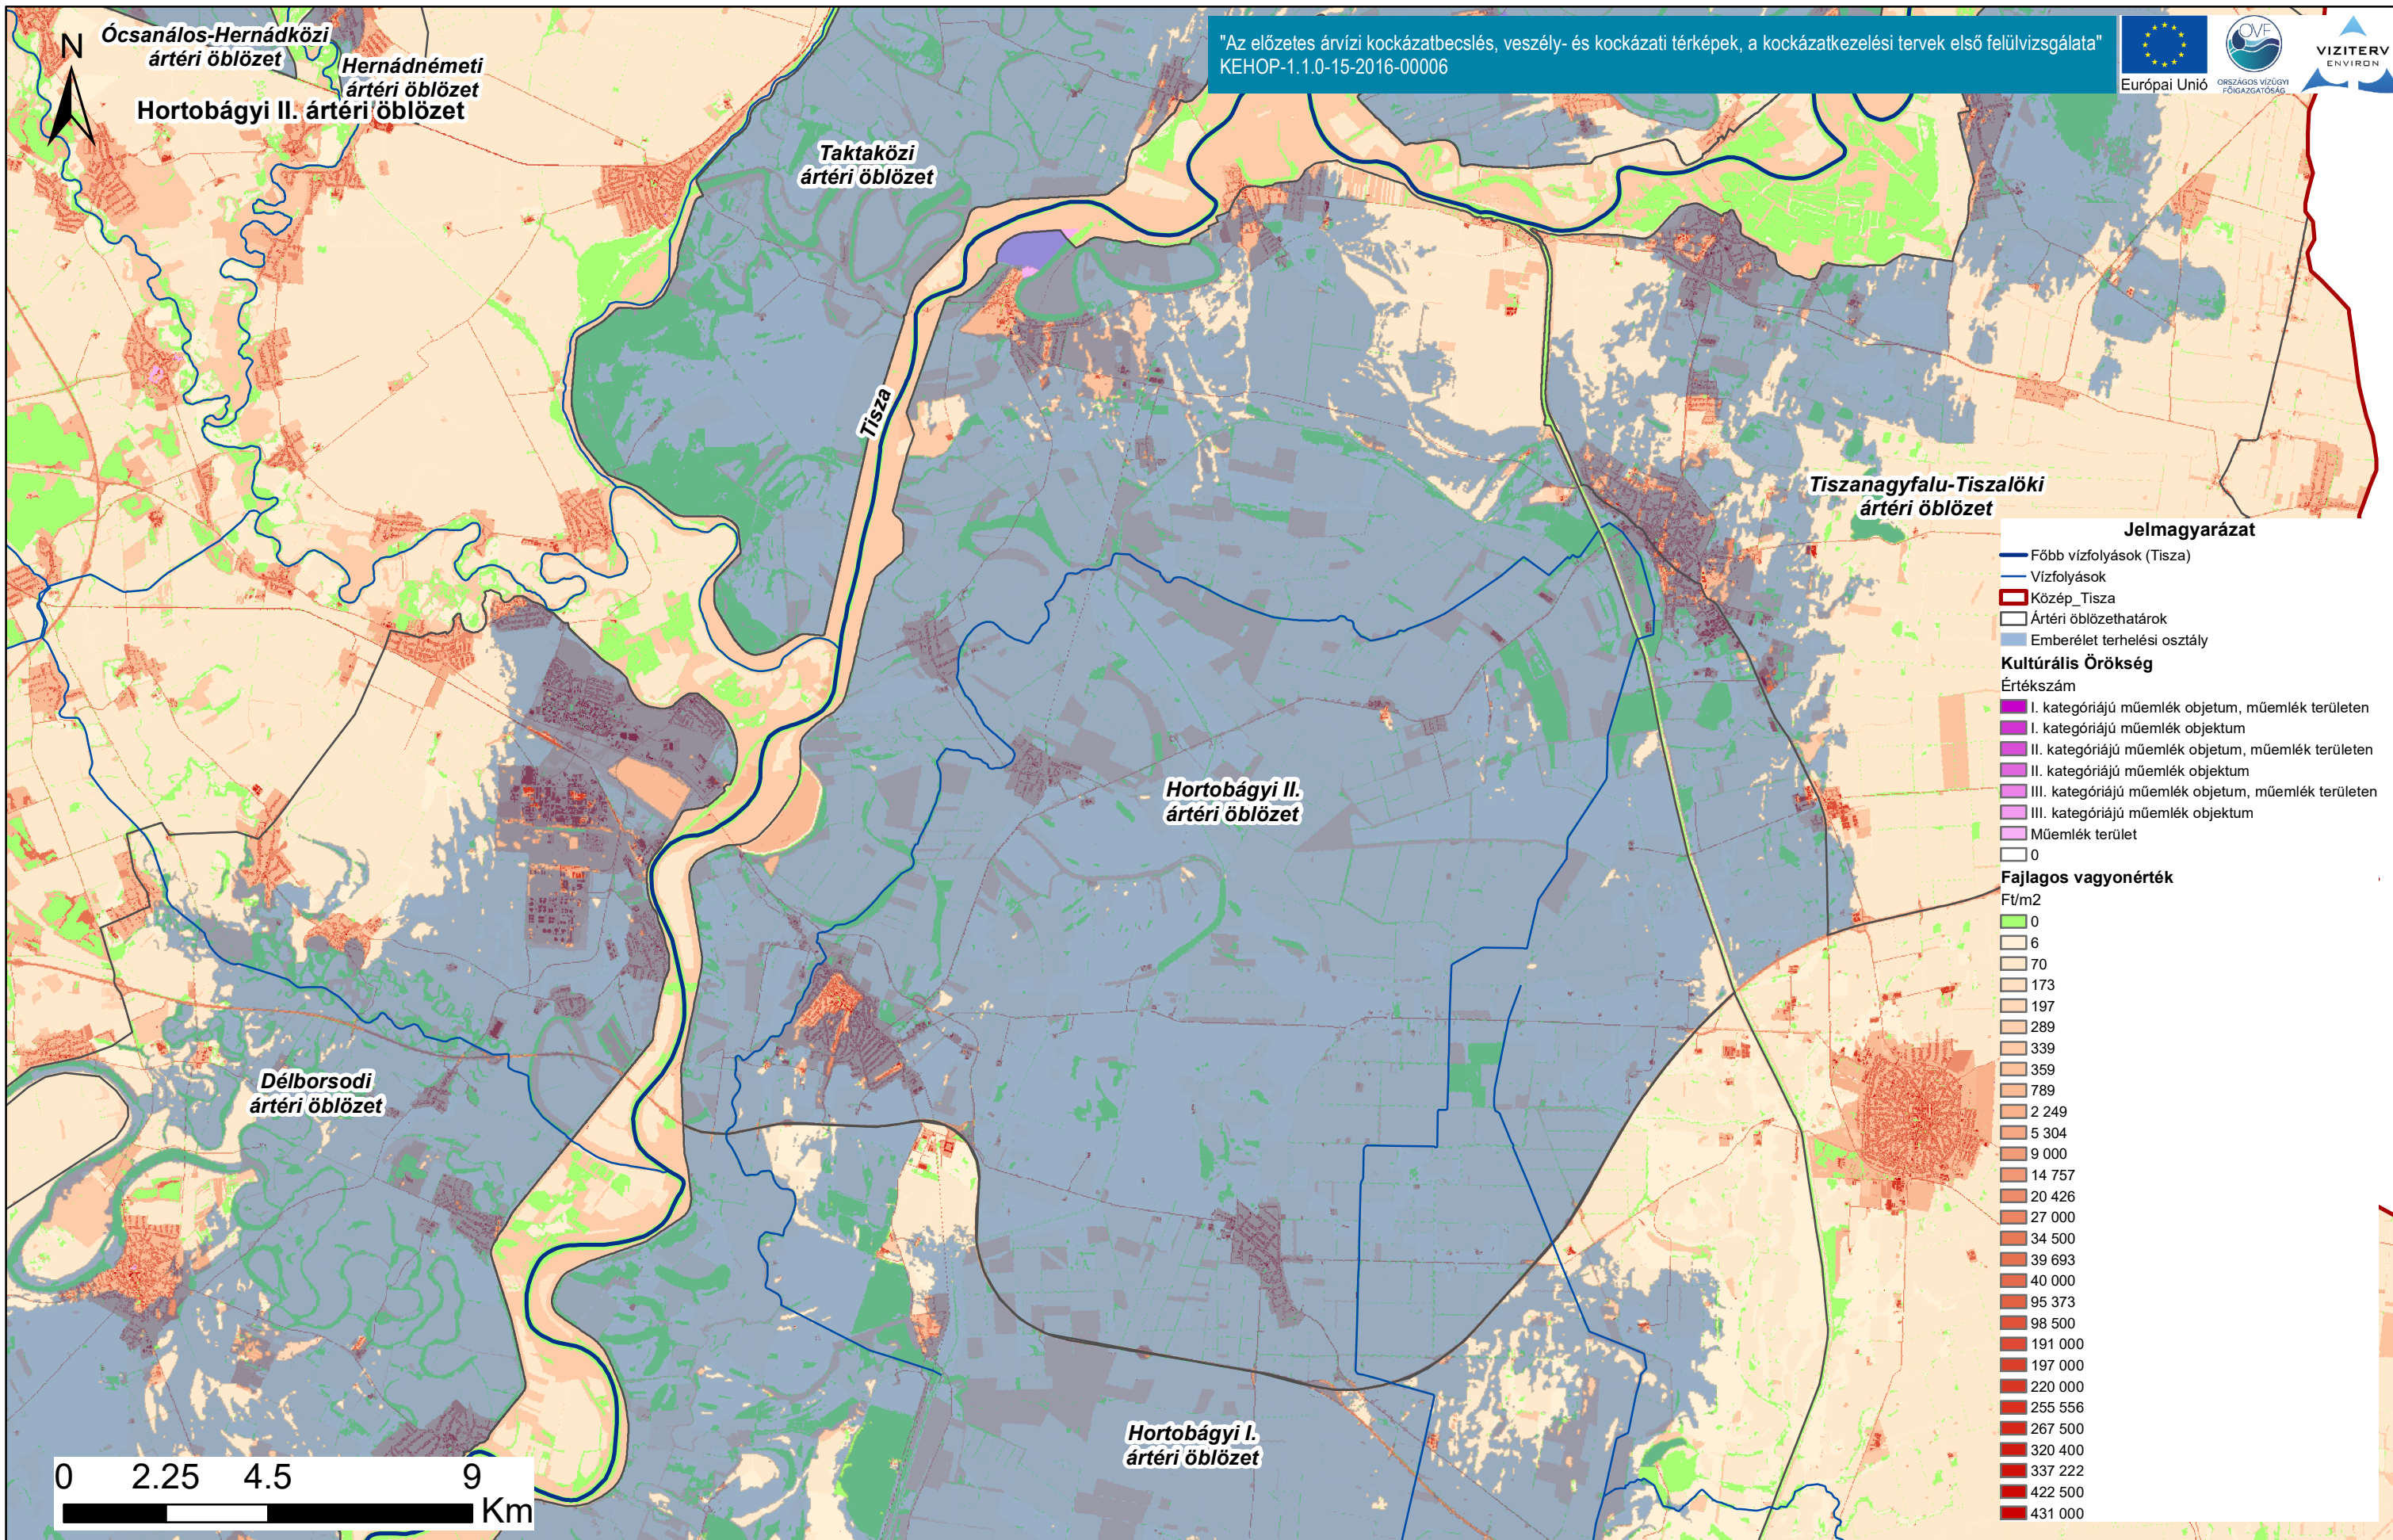 "Az előzetes árvízi kockázatbecslés, veszély- és kockázati térképek, a kockázatkezelési tervek első felülvizsgálata"
KEHOP-1.1.0-15-2016-00006
Európai Unió
OVF
ORSZÁGOS VÍZÜGYI
FŐIGAZGATÓSÁG
VIZITERV
ENVIRON
N
Ócsanálos-Hernádközi
ártéri öblözet
Hernádnémeti
ártéri öblözet
Hortobágyi II. ártéri öblözet
Taktaközi
ártéri öblözet
Tisza
Tiszanagyfalu-Tiszalöki
ártéri öblözet
Hortobágyi II.
ártéri öblözet
Délborsodi
ártéri öblözet
Hortobágyi I.
ártéri öblözet
Jelmagyarázat
Főbb vízfolyások (Tisza)
Vízfolyások
Közép_Tisza
Ártéri öblözethatárok
Emberélet terhelési osztály
Kultúrális Örökség
Értékszám
I. kategóriájú műemlék objetum, műemlék területen
I. kategóriájú műemlék objektum
II. kategóriájú műemlék objetum, műemlék területen
II. kategóriájú műemlék objektum
III. kategóriájú műemlék objetum, műemlék területen
III. kategóriájú műemlék objektum
Műemlék terület
0
Fajlagos vagyonérték
Ft/m2
0
6
70
173
197
289
339
359
789
2 249
5 304
9 000
14 757
20 426
27 000
34 500
39 693
40 000
95 373
98 500
191 000
197 000
220 000
255 556
267 500
320 400
337 222
422 500
431 000
0 2.25 4.5 9
Km